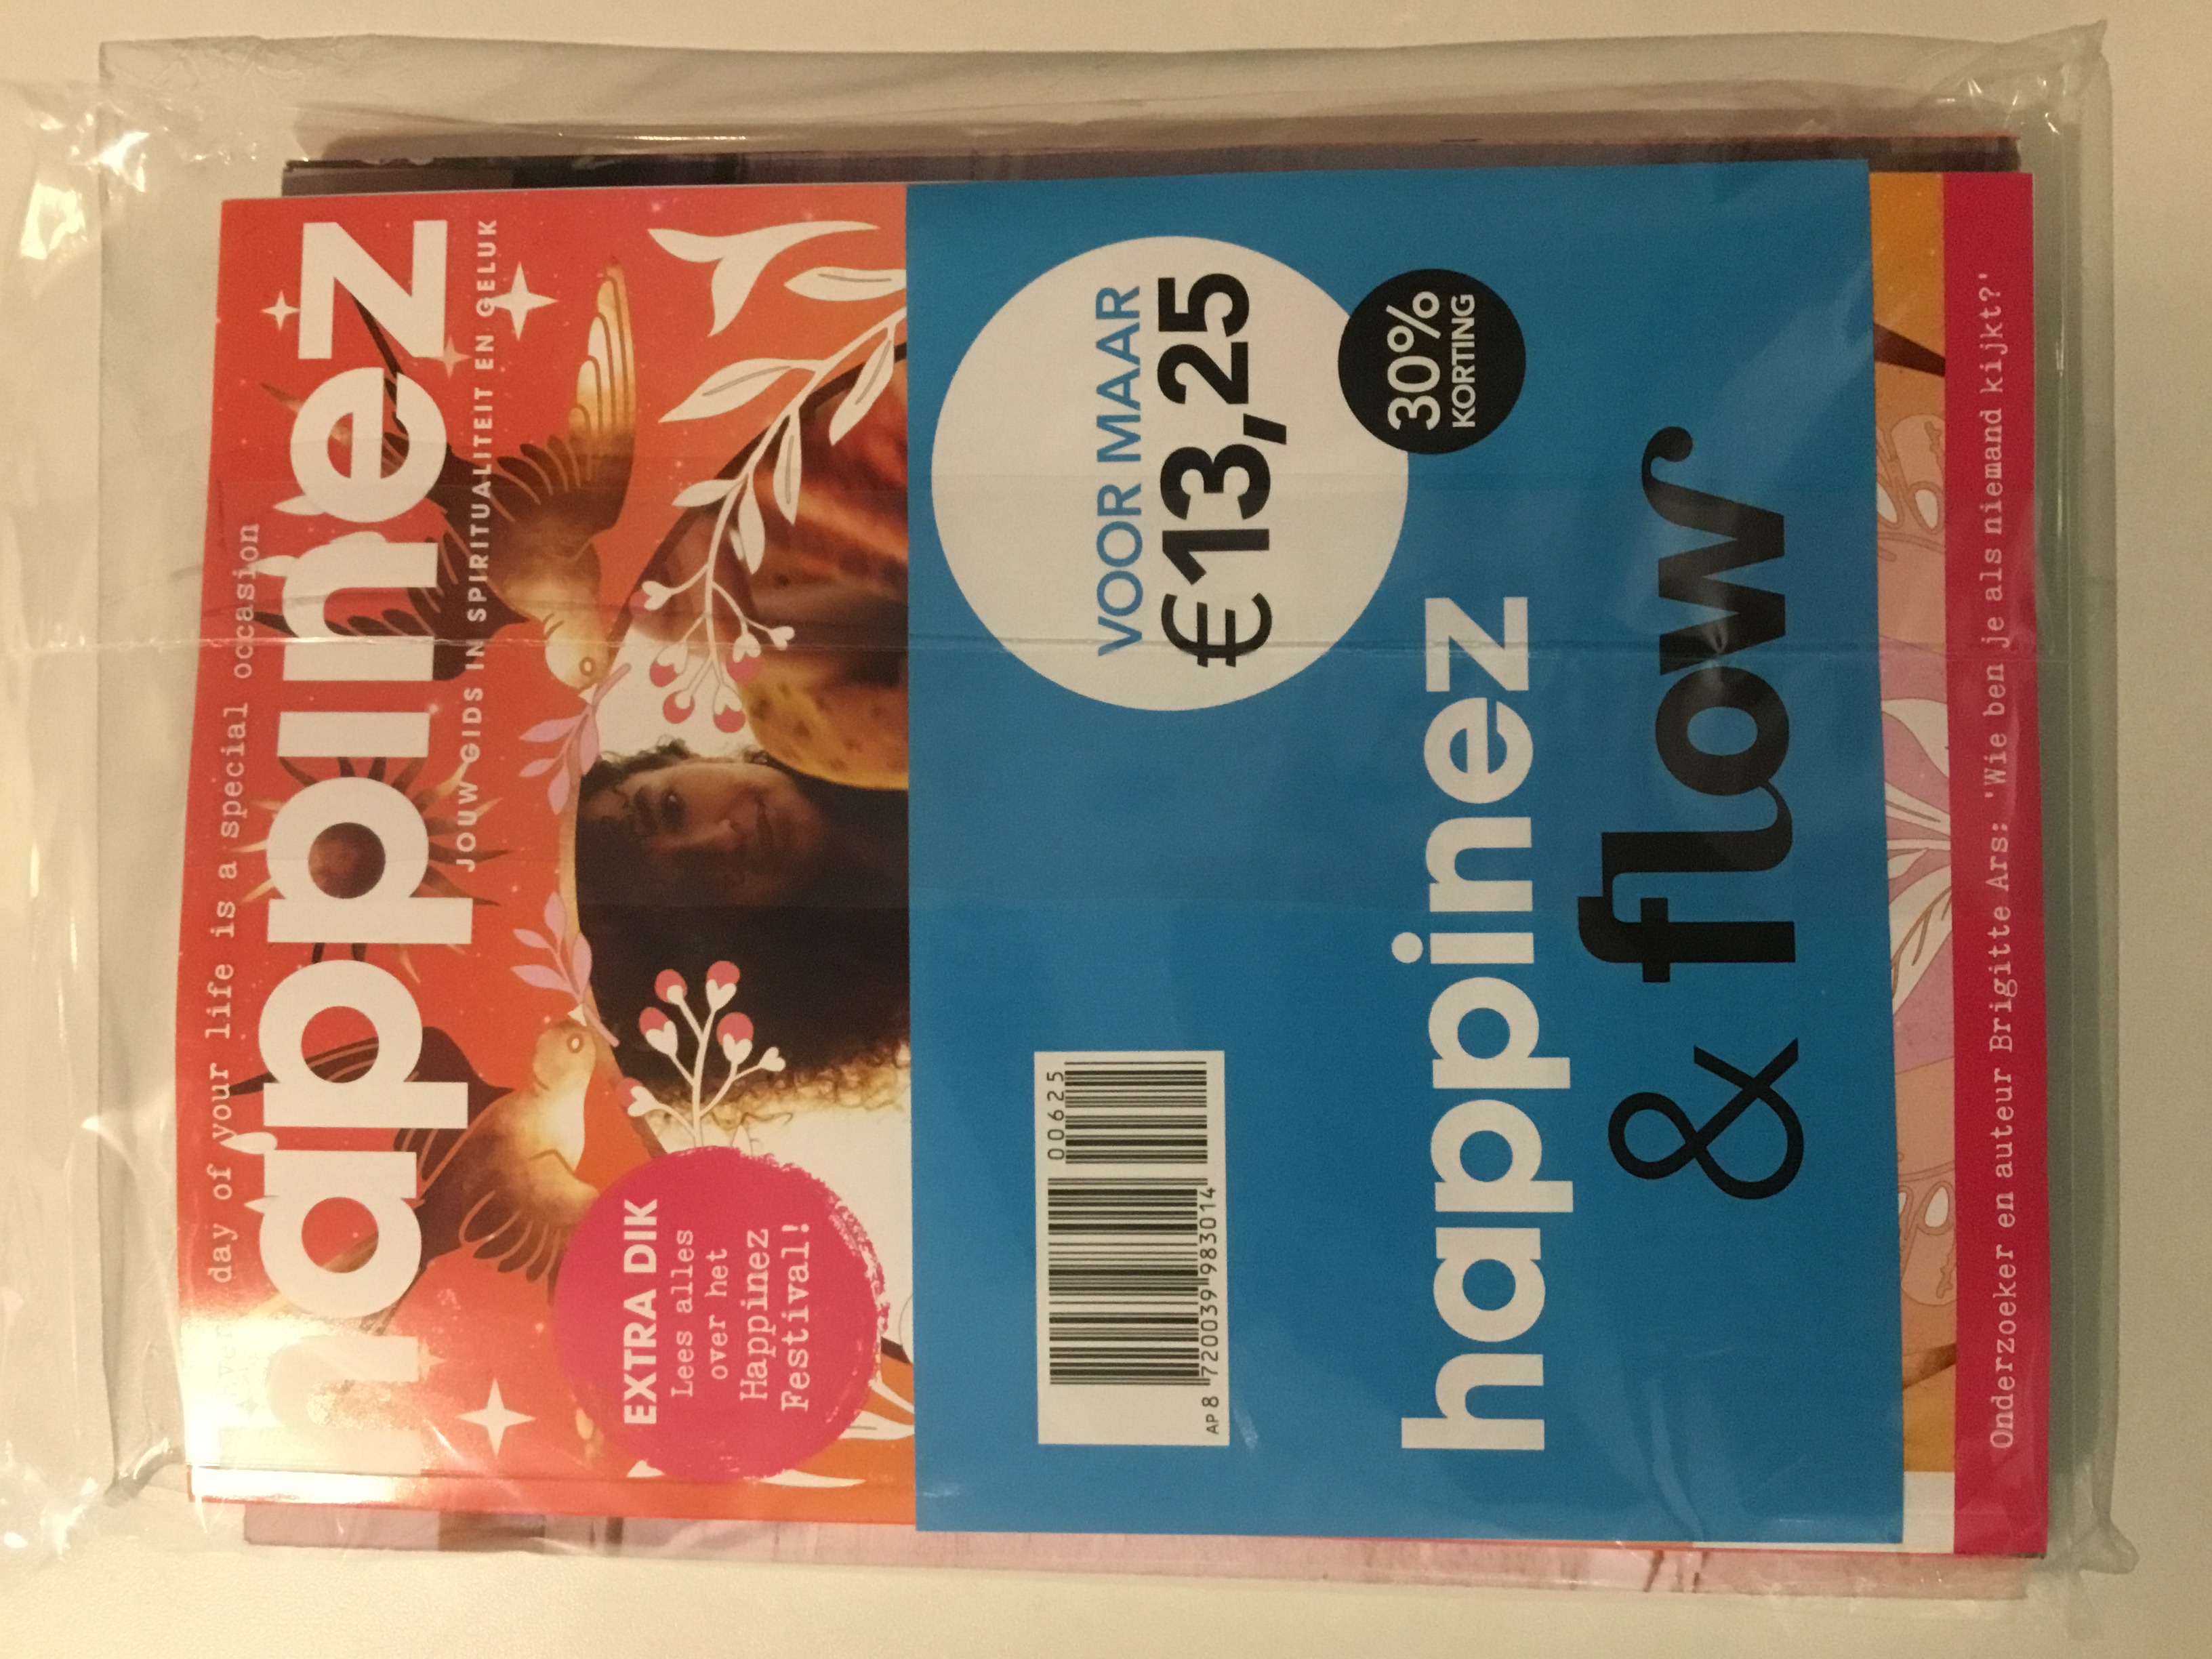 day of your life is a special occasion
happinez
JOUW GIDS IN SPIRITUALITEIT EN GELUK
EXTRA DIK
Lees alles
over het
Happinez
Festival!
VOOR MAAR
€13,25
30%
KORTING
00625
AP 8 720039 983014
happinez
& flow
Onderzoeker en auteur Brigitte Ars: 'Wie ben je als niemand kijkt?'